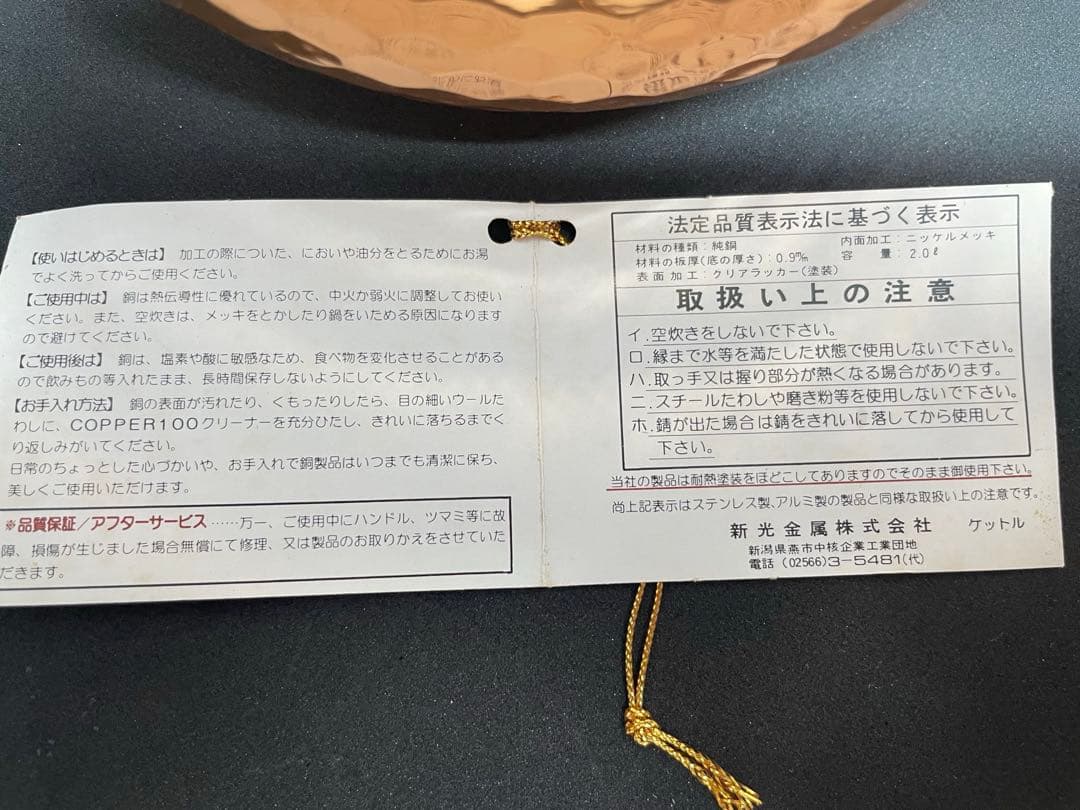 【使いはじめるときは】 加工の際についた、においや油分をとるためにお湯
でよく洗ってからご使用ください。
【ご使用中は】 銅は熱伝導性に優れているので、中火か弱火に調整してお使い
ください。また、空炊きは、メッキをとかしたり鍋をいためる原因になります
ので避けてください。
【ご使用後は】 銅は、塩素や酸に敏感なため、食べ物を変化させることがある
ので飲みもの等入れたまま、長時間保存しないようにしてください。
【お手入れ方法】 銅の表面が汚れたり、くもったりしたら、目の細いウールた
わしに、COPPER100クリーナーを充分ひたし、きれいに落ちるまでく
り返しみがいてください。
日常のちょっとした心づかいや、お手入れで銅製品はいつまでも清潔に保ち、
美しくご使用いただけます。
※品質保証/アフターサービス……万一、ご使用中にハンドル、ツマミ等に故
障、損傷が生じました場合無償にて修理、又は製品のお取りかえをさせていた
だきます。
法定品質表示法に基づく表示
材料の種類:純銅 内面加工:ニッケルメッキ
材料の板厚(底の厚さ):0.9㎜ 容量:2.0ℓ
表面加工:クリアラッカー(塗装)
取扱い上の注意
イ.空炊きをしないで下さい。
ロ.縁まで水等を満たした状態で使用しないで下さい。
ハ.取っ手又は握り部分が熱くなる場合があります。
ニ.スチールたわしや磨き粉等を使用しないで下さい。
ホ.錆が出た場合は錆をきれいに落してから使用して
下さい。
当社の製品は耐熱塗装をほどこしてありますのでそのまま御使用下さい。
尚上記表示はステンレス製、アルミ製の製品と同様な取扱い上の注意です。
新光金属株式会社 ケットル
新潟県燕市中核企業工業団地
電話(02566)3-5481(代)